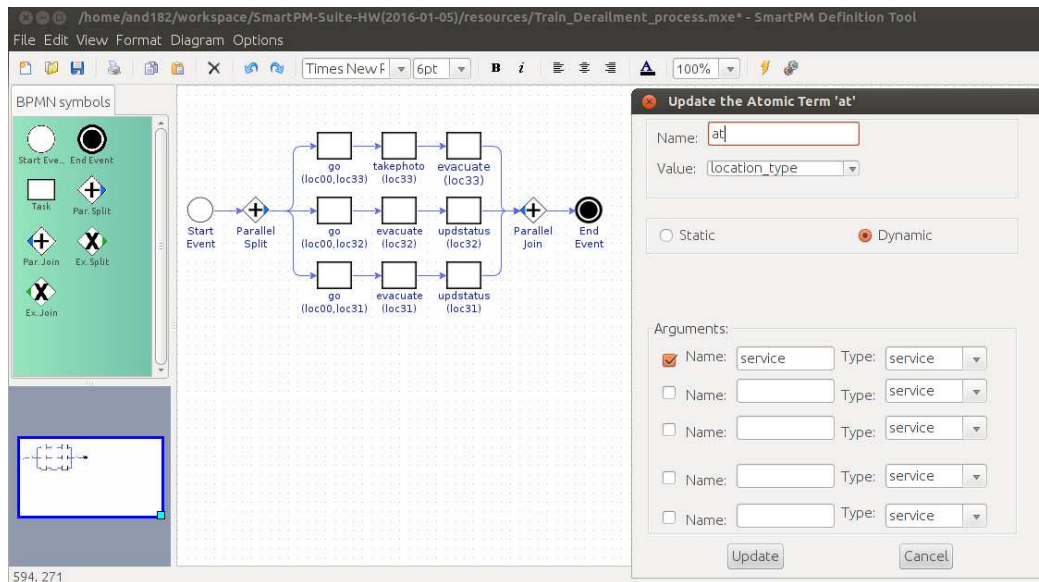 /home/and182/workspace/SmartPM-Suite-HW(2016-01-05)/resources/Train_Derailment_process.mxe* - SmartPM Definition Tool
File Edit View Format Diagram Options
Times New F 6pt B i A 100%
BPMN symbols
Start Eve... End Event
Task Par. Split
Par.Join Ex.Split
Ex.Join
go takephoto evacuate
(loc00,loc33) (loc33) (loc33)
Start Parallel go evacuate updstatus Parallel End
Event Split (loc00,loc32) (loc32) (loc32) Join Event
go evacuate updstatus
(loc00,loc31) (loc31) (loc31)
594, 271
Update the Atomic Term 'at'
Name: at
Value: location_type
Static Dynamic
Arguments:
Name: service Type: service
Name: Type: service
Name: Type: service
Name: Type: service
Name: Type: service
Update Cancel